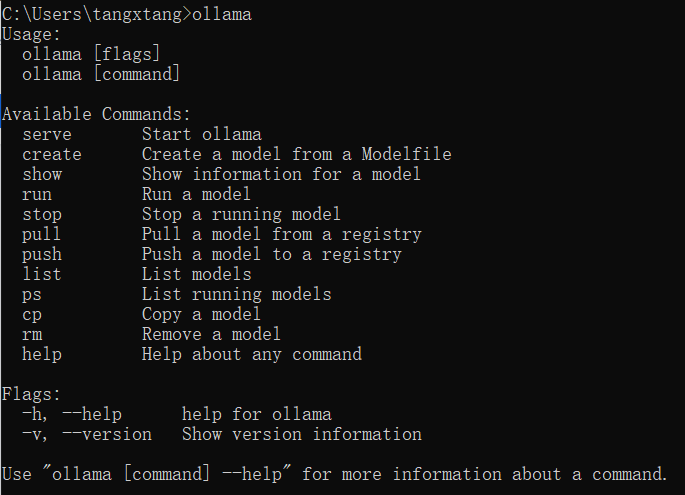 C:\Users\tangxtang>ollama
Usage:
  ollama [flags]
  ollama [command]

Available Commands:
  serve       Start ollama
  create      Create a model from a Modelfile
  show        Show information for a model
  run         Run a model
  stop        Stop a running model
  pull        Pull a model from a registry
  push        Push a model to a registry
  list        List models
  ps          List running models
  cp          Copy a model
  rm          Remove a model
  help        Help about any command

Flags:
  -h, --help      help for ollama
  -v, --version   Show version information

Use "ollama [command] --help" for more information about a command.